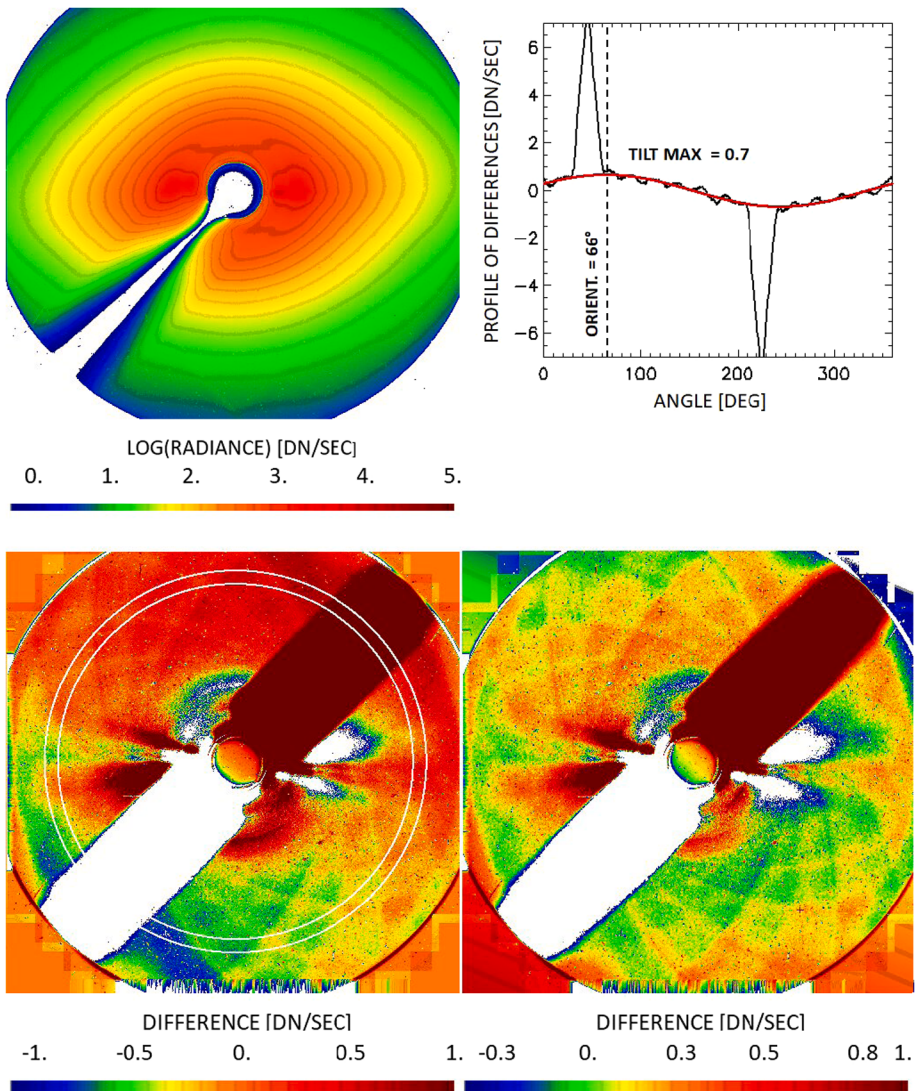 6
4
2
0
−2
−4
−6
PROFILE OF DIFFERENCES [DN/SEC]
TILT MAX = 0.7
ORIENT. = 66°
0 100 200 300
ANGLE [DEG]
LOG(RADIANCE) [DN/SEC]
0. 1. 2. 3. 4. 5.
DIFFERENCE [DN/SEC]
-1. -0.5 0. 0.5 1.
DIFFERENCE [DN/SEC]
-0.3 0. 0.3 0.5 0.8 1.